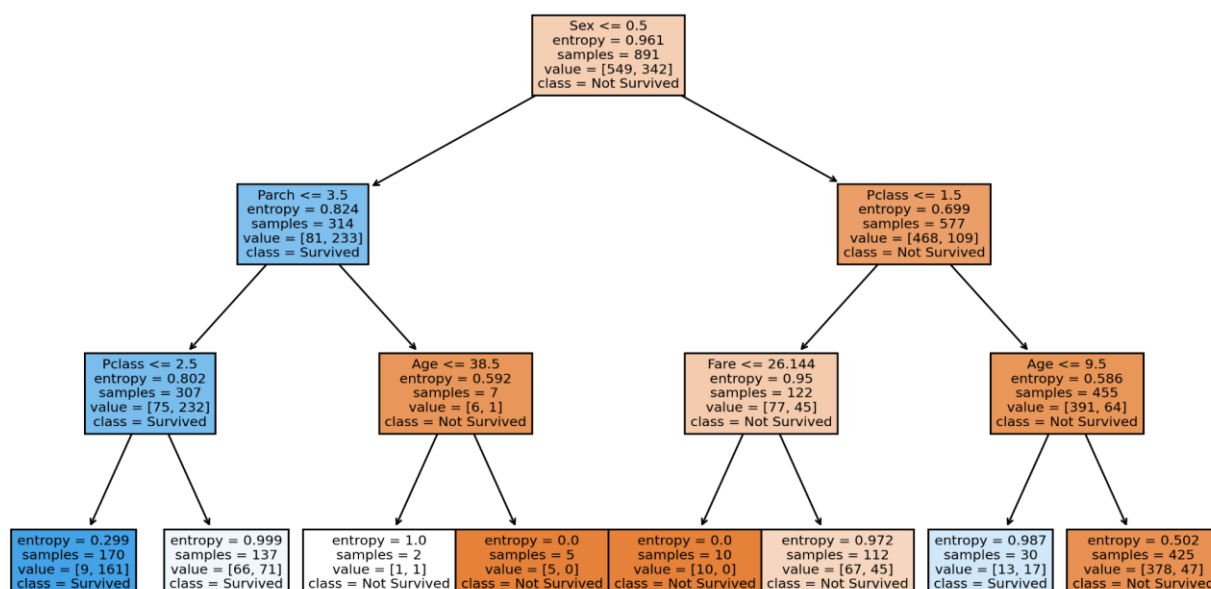 Sex <= 0.5
entropy = 0.961
samples = 891
value = [549, 342]
class = Not Survived
Parch <= 3.5
entropy = 0.824
samples = 314
value = [81, 233]
class = Survived
Pclass <= 1.5
entropy = 0.699
samples = 577
value = [468, 109]
class = Not Survived
Pclass <= 2.5
entropy = 0.802
samples = 307
value = [75, 232]
class = Survived
Age <= 38.5
entropy = 0.592
samples = 7
value = [6, 1]
class = Not Survived
Fare <= 26.144
entropy = 0.95
samples = 122
value = [77, 45]
class = Not Survived
Age <= 9.5
entropy = 0.586
samples = 455
value = [391, 64]
class = Not Survived
entropy = 0.299
samples = 170
value = [9, 161]
class = Survived
entropy = 0.999
samples = 137
value = [66, 71]
class = Survived
entropy = 1.0
samples = 2
value = [1, 1]
class = Not Survived
entropy = 0.0
samples = 5
value = [5, 0]
class = Not Survived
entropy = 0.0
samples = 10
value = [10, 0]
class = Not Survived
entropy = 0.972
samples = 112
value = [67, 45]
class = Not Survived
entropy = 0.987
samples = 30
value = [13, 17]
class = Survived
entropy = 0.502
samples = 425
value = [378, 47]
class = Not Survived